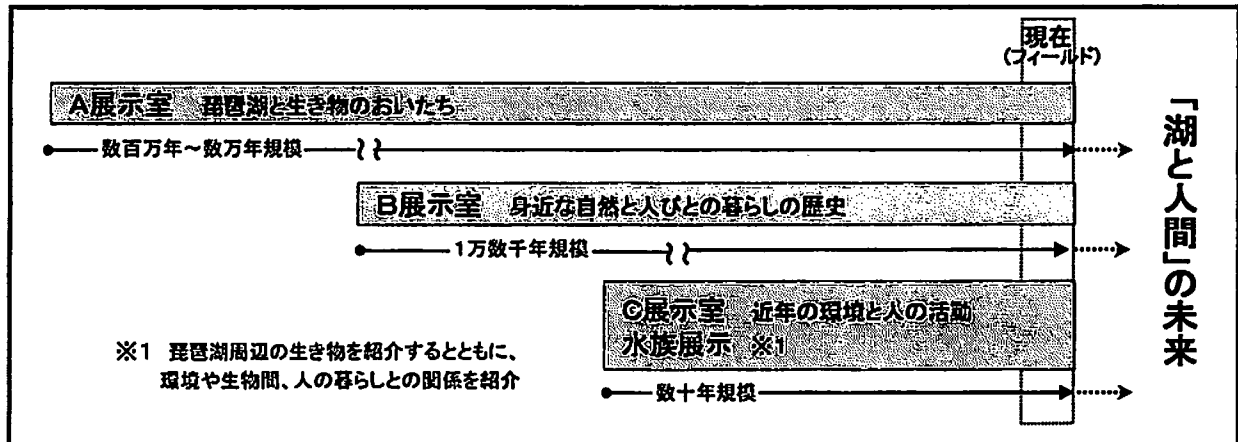 現在
(フィールド)
A展示室 琵琶湖と生き物のおいたち
数百万年～数万年規模
B展示室 身近な自然と人びとの暮らしの歴史
1万数千年規模
C展示室 近年の環境と人の活動
水族展示 ※1
数十年規模
※1 琵琶湖周辺の生き物を紹介するとともに、
環境や生物間、人の暮らしとの関係を紹介
「湖と人間」の未来